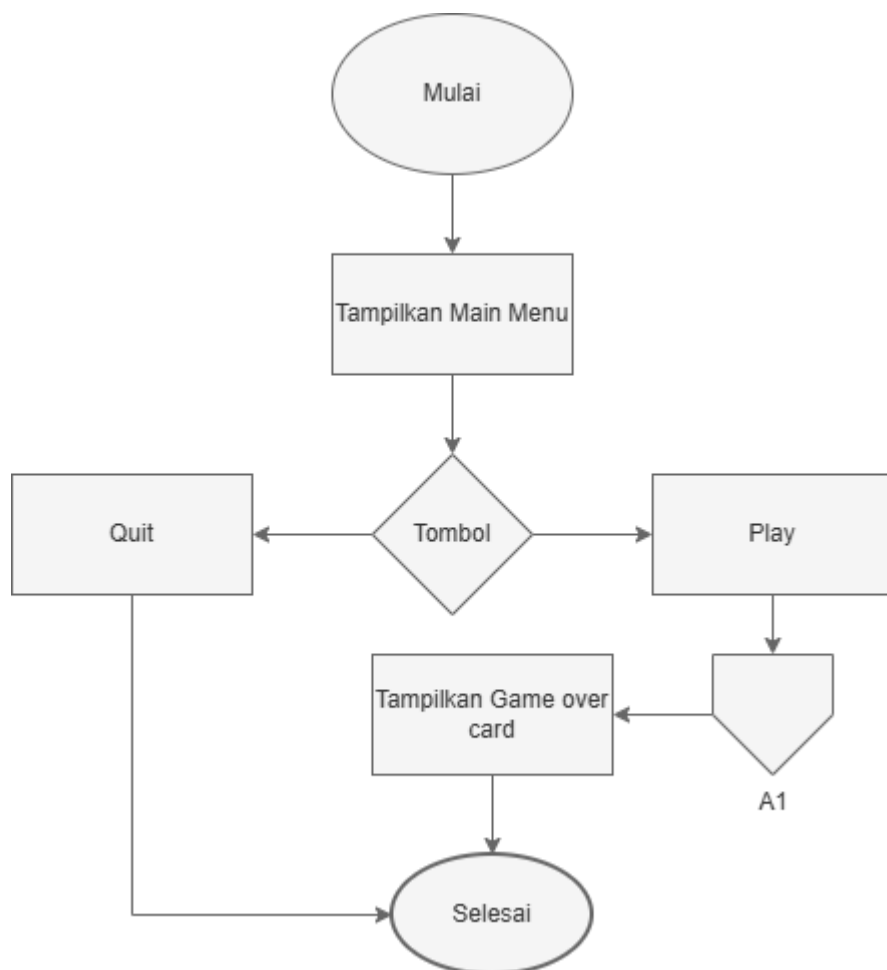 Mulai
Tampilkan Main Menu
Quit
Tombol
Play
Tampilkan Game over
card
A1
Selesai